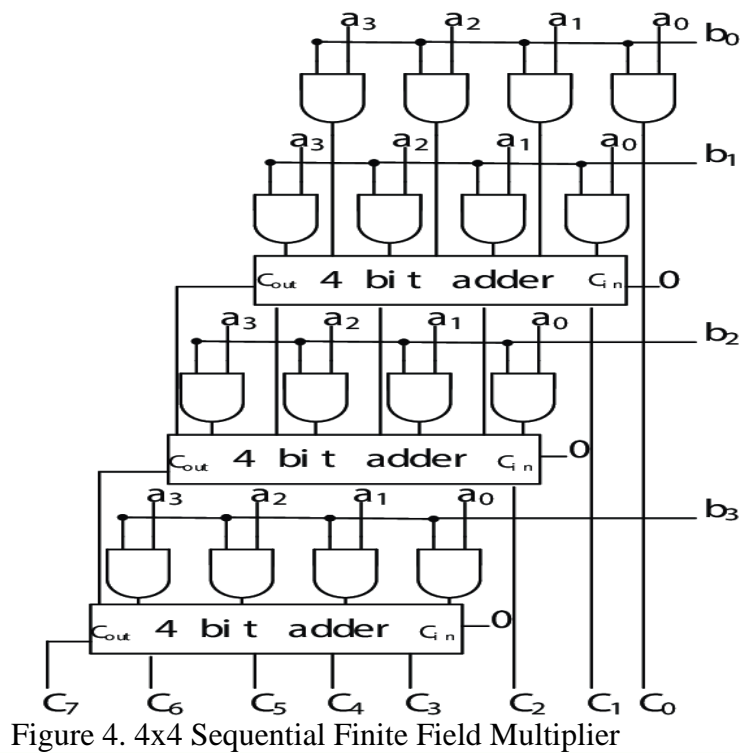 a₃ a₂ a₁ a₀ b₀
a₃ a₂ a₁ a₀ b₁
Cout 4 bit adder Cin 0
a₃ a₂ a₁ a₀ b₂
Cout 4 bit adder Cin 0
a₃ a₂ a₁ a₀ b₃
Cout 4 bit adder Cin 0
C₇ C₆ C₅ C₄ C₃ C₂ C₁ C₀
Figure 4. 4x4 Sequential Finite Field Multiplier